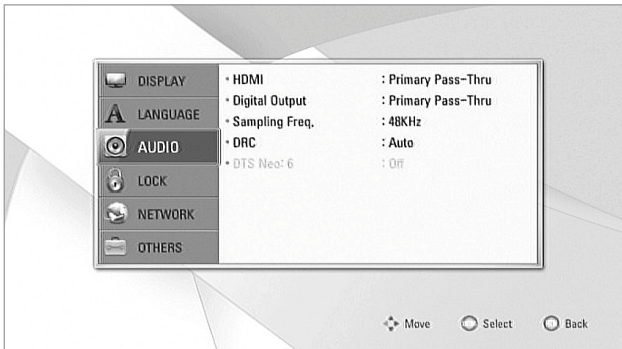 DISPLAY
LANGUAGE
AUDIO
LOCK
NETWORK
OTHERS
• HDMI : Primary Pass-Thru
• Digital Output : Primary Pass-Thru
• Sampling Freq. : 48KHz
• DRC : Auto
• DTS Neo: 6 : Off
Move Select Back